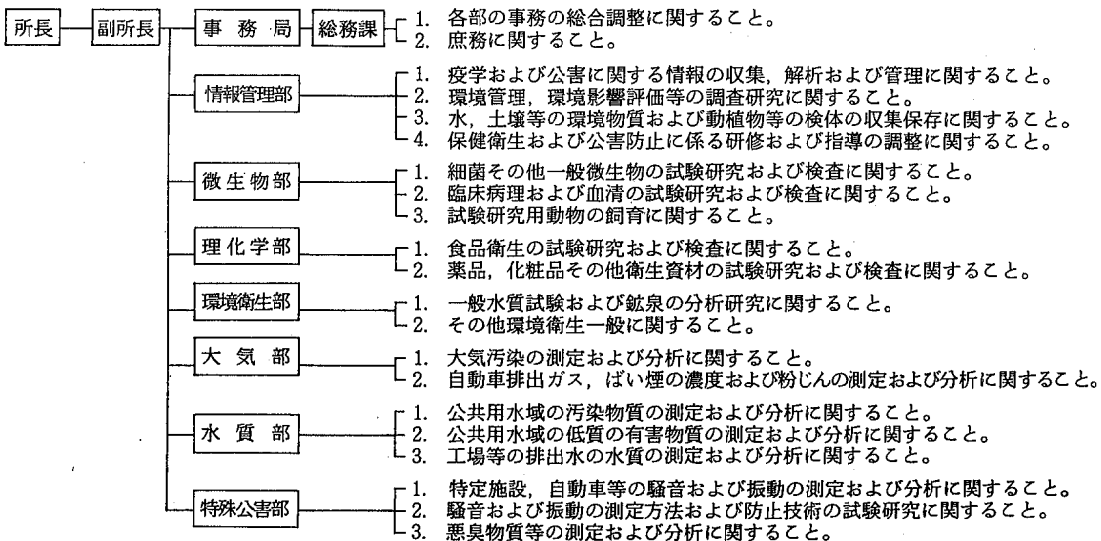 所長 副所長 事務局 総務課 1. 各部の事務の総合調整に関すること。
2. 庶務に関すること。
情報管理部 1. 疫学および公害に関する情報の収集，解析および管理に関すること。
2. 環境管理，環境影響評価等の調査研究に関すること。
3. 水，土壌等の環境物質および動植物等の検体の収集保存に関すること。
4. 保健衛生および公害防止に係る研修および指導の調整に関すること。
微生物部 1. 細菌その他一般微生物の試験研究および検査に関すること。
2. 臨床病理および血清の試験研究および検査に関すること。
3. 試験研究用動物の飼育に関すること。
理化学部 1. 食品衛生の試験研究および検査に関すること。
2. 薬品，化粧品その他衛生資材の試験研究および検査に関すること。
環境衛生部 1. 一般水質試験および鉱泉の分析研究に関すること。
2. その他環境衛生一般に関すること。
大気部 1. 大気汚染の測定および分析に関すること。
2. 自動車排出ガス，ばい煙の濃度および粉じんの測定および分析に関すること。
水質部 1. 公共用水域の汚染物質の測定および分析に関すること。
2. 公共用水域の低質の有害物質の測定および分析に関すること。
3. 工場等の排出水の水質の測定および分析に関すること。
特殊公害部 1. 特定施設，自動車等の騒音および振動の測定および分析に関すること。
2. 騒音および振動の測定方法および防止技術の試験研究に関すること。
3. 悪臭物質等の測定および分析に関すること。